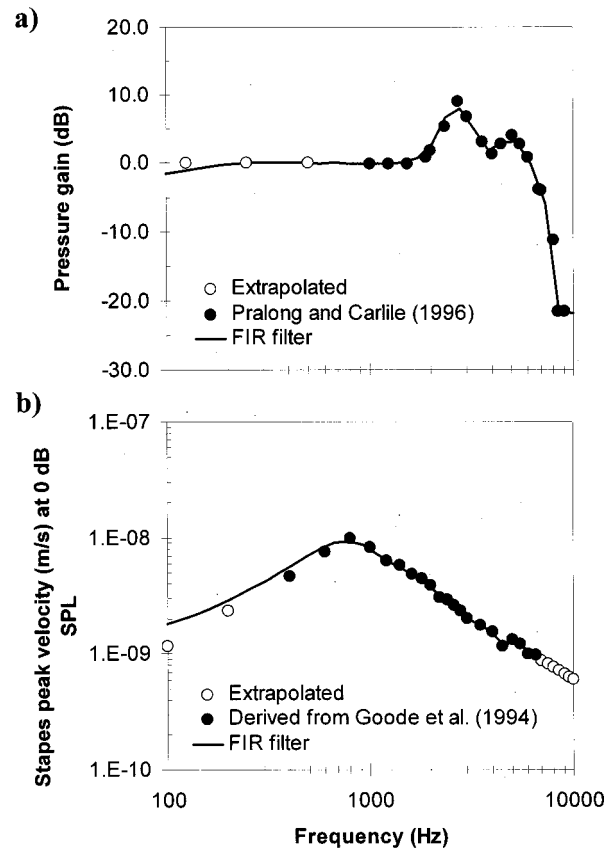 a)
20.0
10.0
0.0
-10.0
-20.0
-30.0
Pressure gain (dB)
Extrapolated
Pralong and Carlile (1996)
FIR filter
b)
1.E-07
1.E-08
1.E-09
1.E-10
Stapes peak velocity (m/s) at 0 dB
SPL
Extrapolated
Derived from Goode et al. (1994)
FIR filter
100
1000
10000
Frequency (Hz)